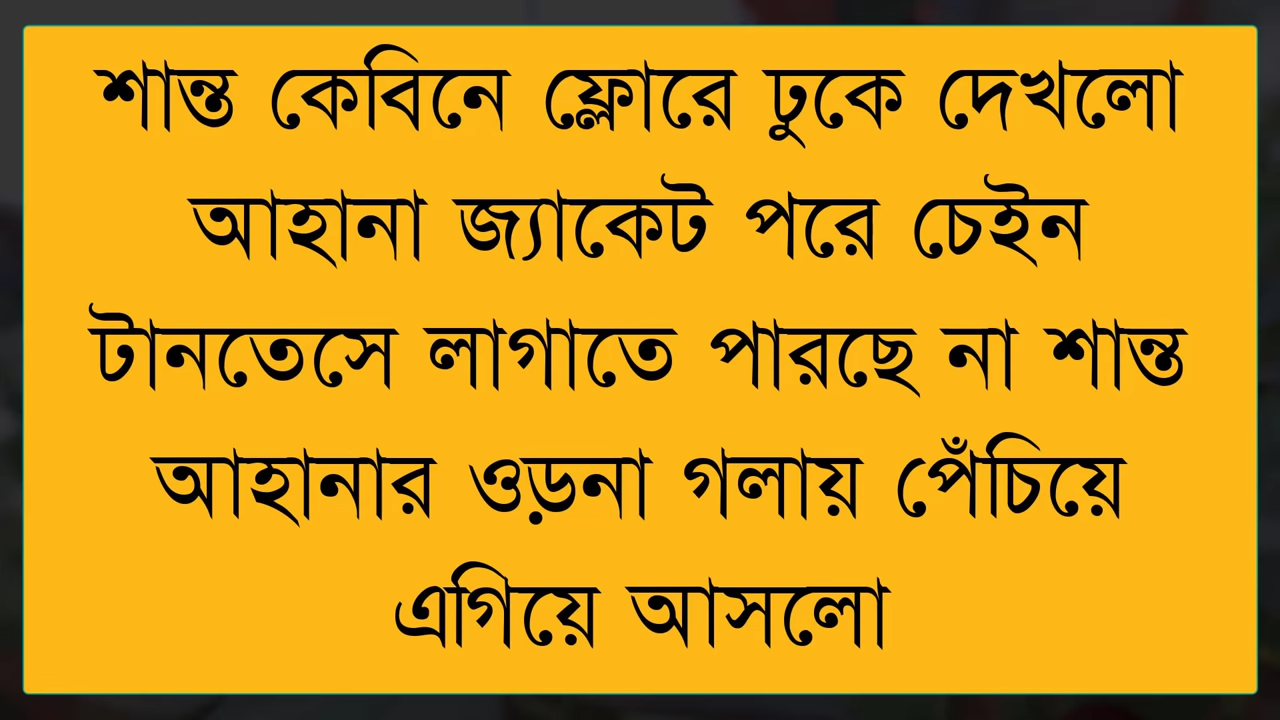 শান্ত কেবিনে ফ্লোরে ঢুকে দেখলো
আহানা জ্যাকেট পরে চেইন
টানতেসে লাগাতে পারছে না শান্ত
আহানার ওড়না গলায় পেঁচিয়ে
এগিয়ে আসলো